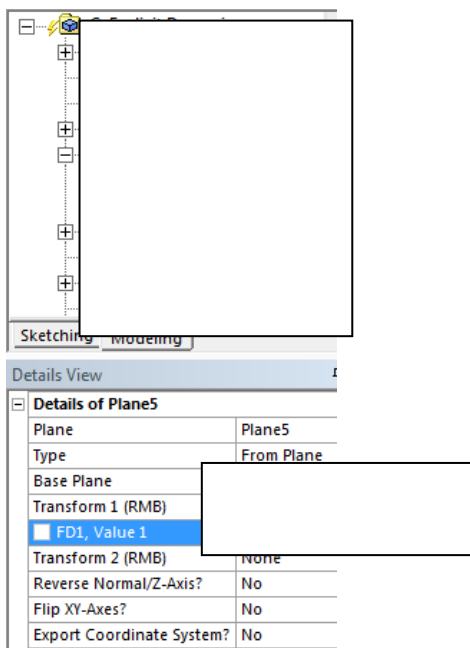 Sketching Modeling
Details View
Details of Plane5
Plane Plane5
Type From Plane
Base Plane
Transform 1 (RMB)
FD1, Value 1
Transform 2 (RMB) None
Reverse Normal/Z-Axis? No
Flip XY-Axes? No
Export Coordinate System? No